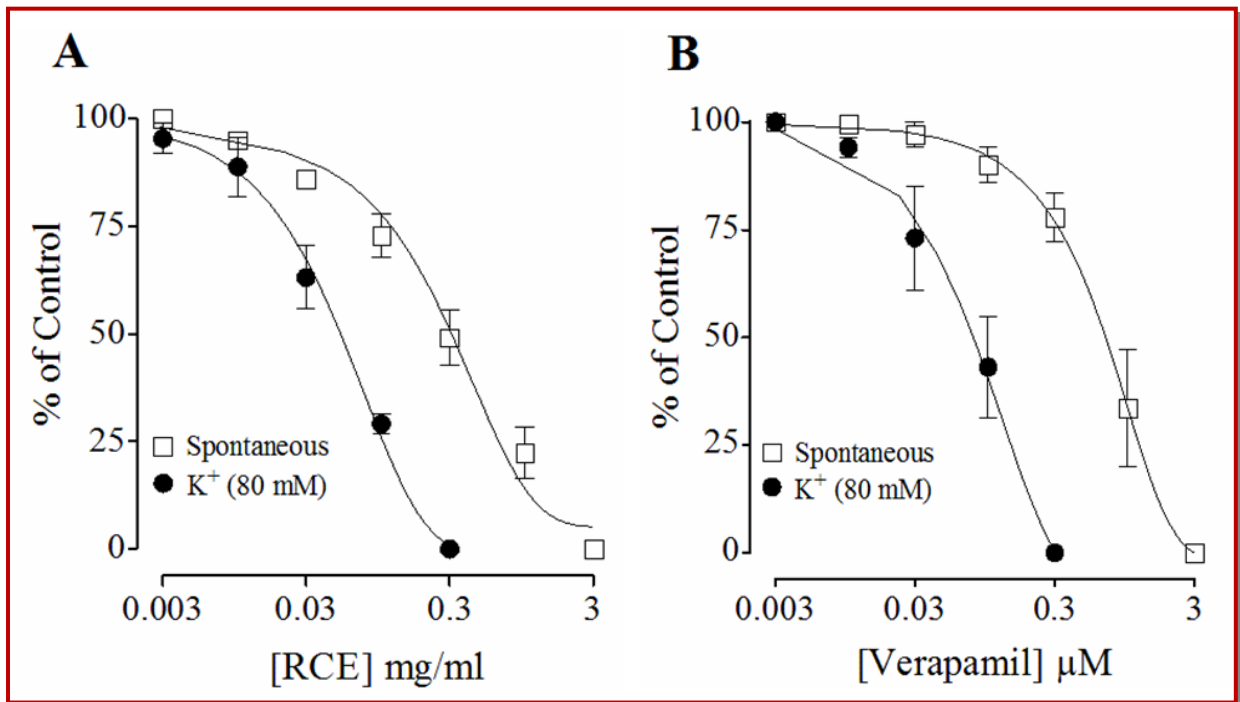 A
100
75
50
25
0
% of Control
Spontaneous
K⁺ (80 mM)
0.003 0.03 0.3 3
[RCE] mg/ml
B
100
75
50
25
0
% of Control
Spontaneous
K⁺ (80 mM)
0.003 0.03 0.3 3
[Verapamil] µM